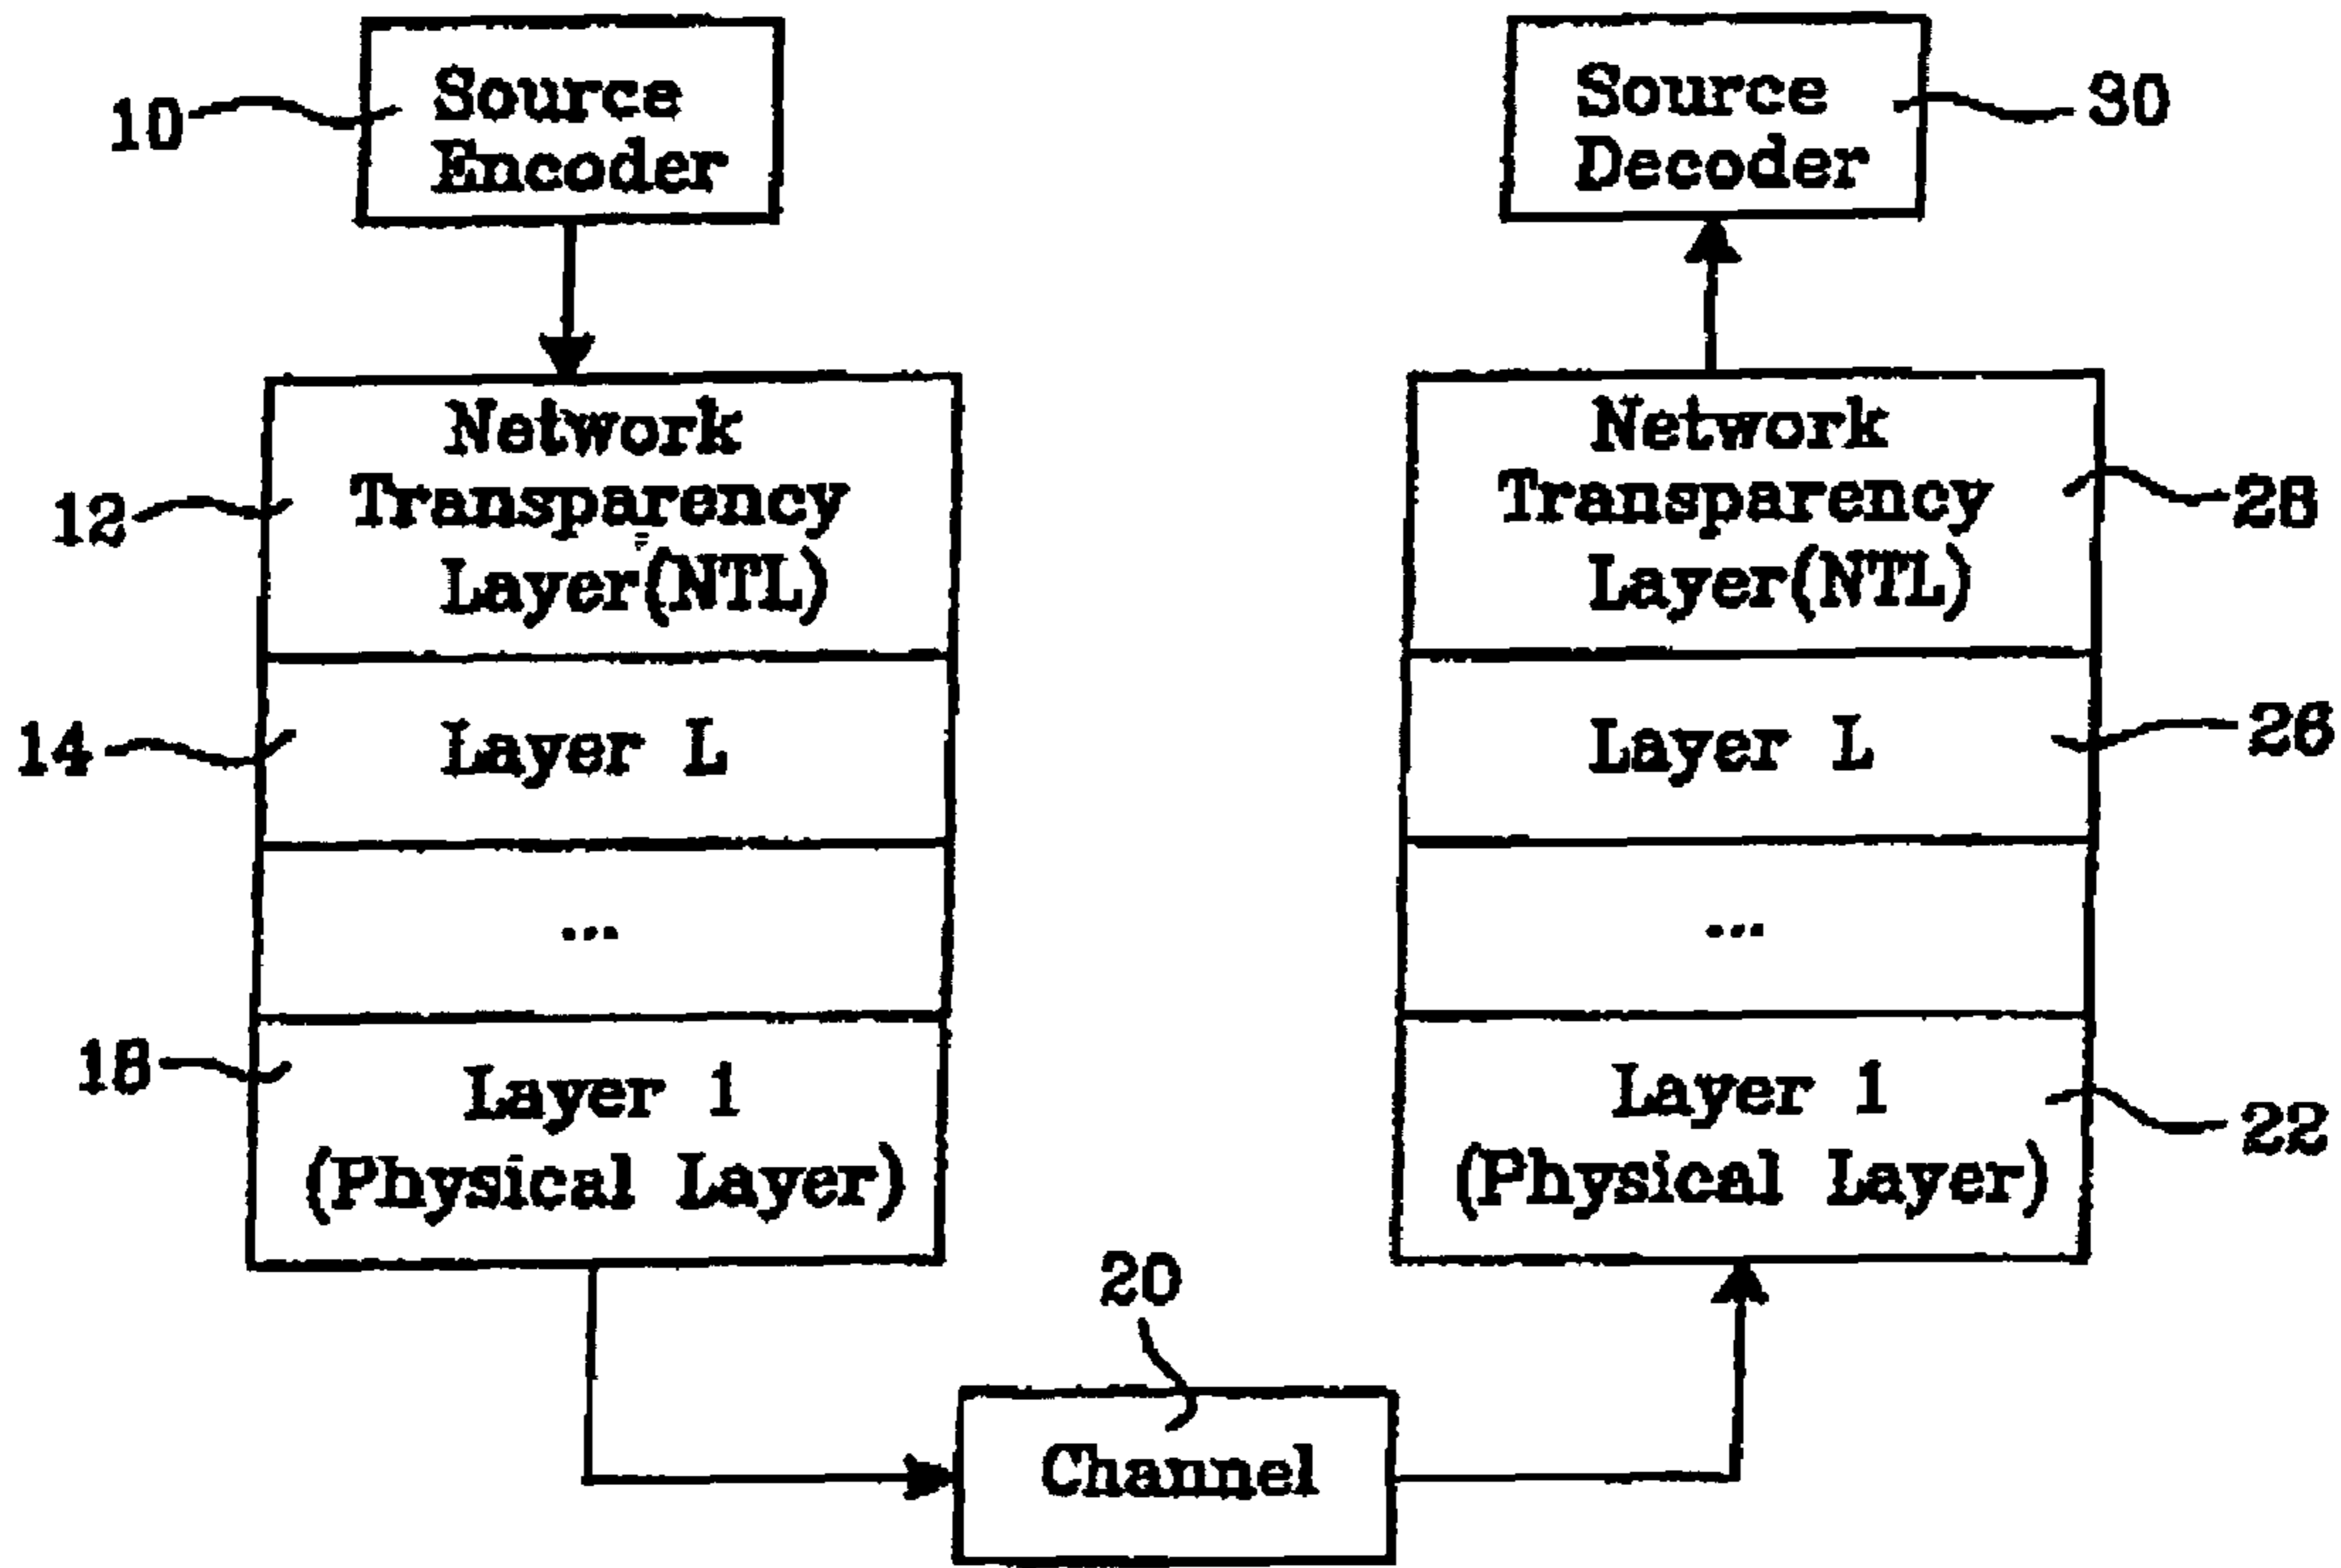 10
Source
Encoder
12
Network
Transparency
Layer(NTL)
14
Layer L
...
18
Layer 1
(Physical Layer)
20
Channel
Source
Decoder
30
Network
Transparency
Layer(NTL)
28
Layer L
26
...
Layer 1
(Physical Layer)
22